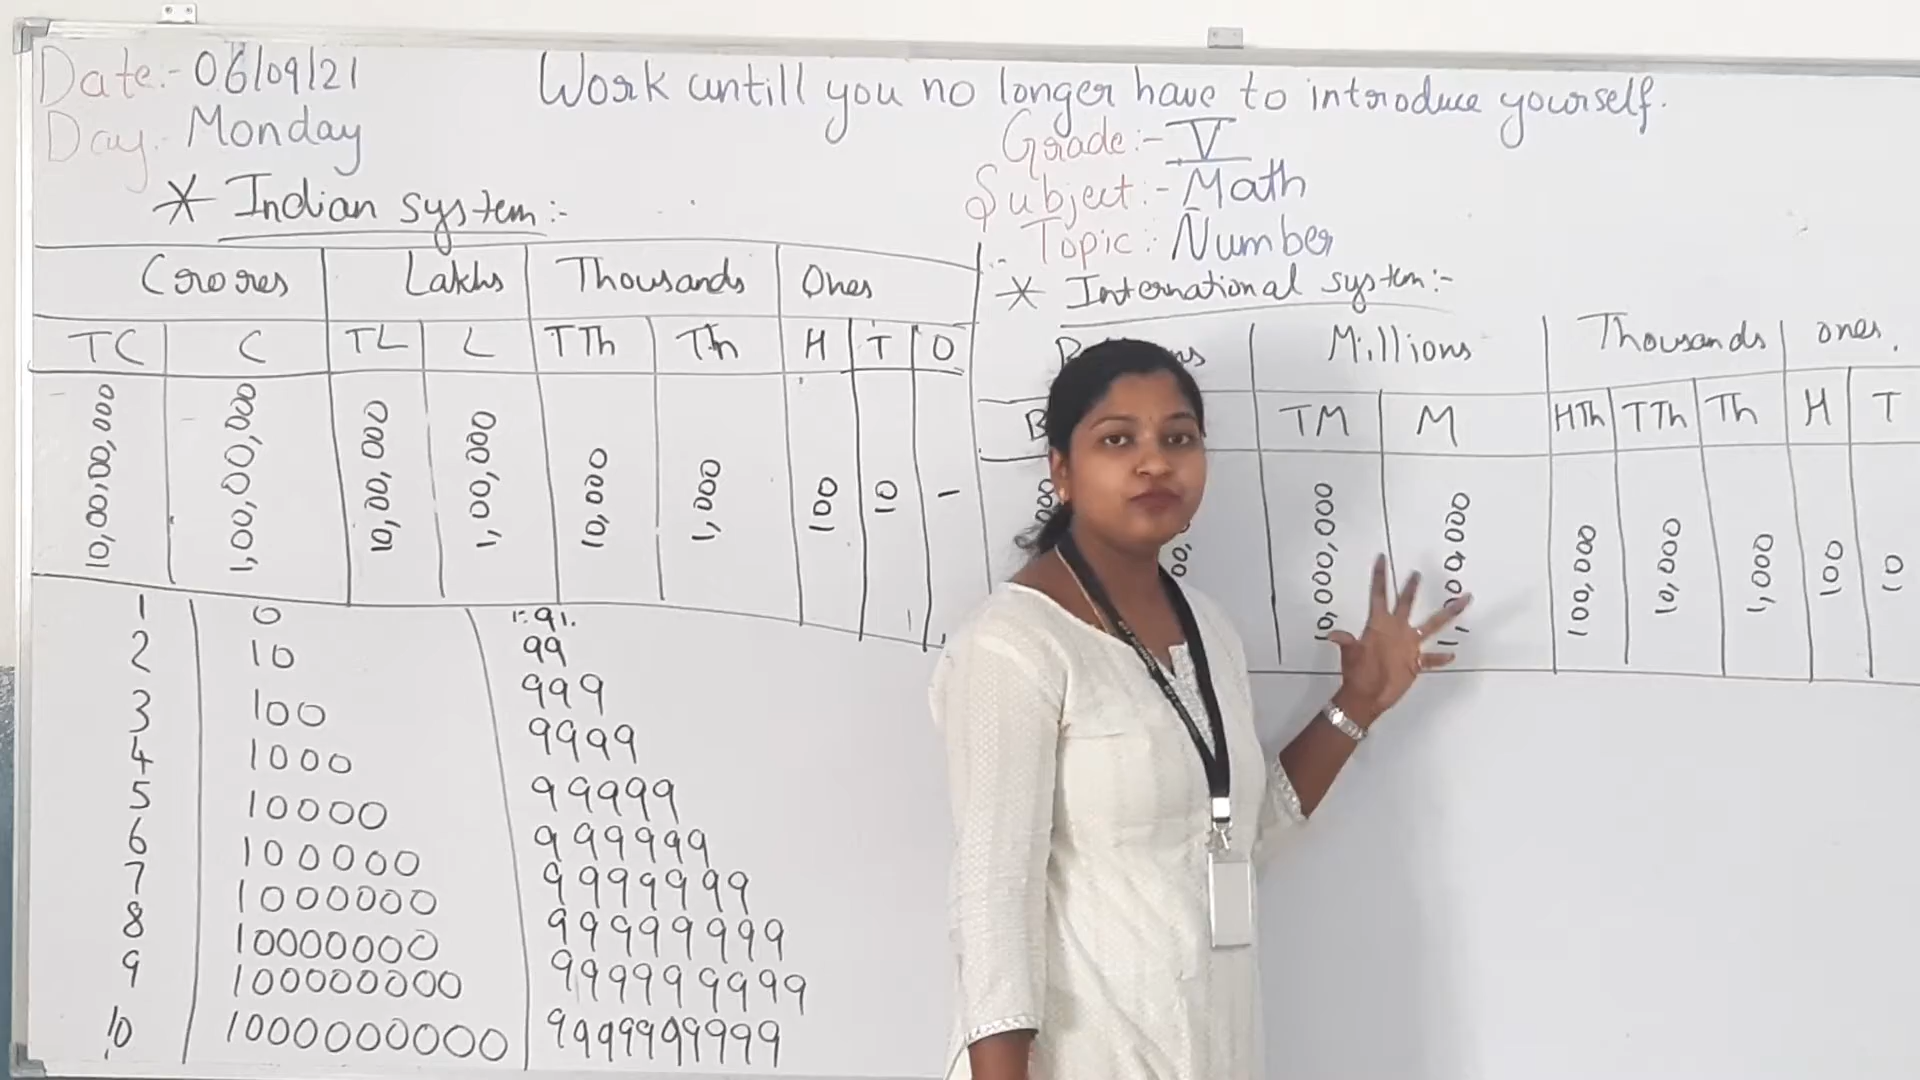 Date:- 06/09/21
Work untill you no longer have to introduce yourself.
Day:- Monday
Grade:- V
Subject:- Math
Topic:- Number
* Indian system:-
Crores Lakhs Thousands Ones
TC C TL L TTh Th H T O
10,00,00,000 1,00,00,000 10,00,000 1,00,000 10,000 1,000 100 10 1
1 0 9
2 10 99
3 100 999
4 1000 9999
5 10000 99999
6 100000 999999
7 1000000 9999999
8 10000000 99999999
9 100000000 999999999
10 1000000000 9999999999
* International system:-
Millions Thousands ones
TM M HTh TTh Th H T
10,000,000 100,000 10,000 1,000 100 10